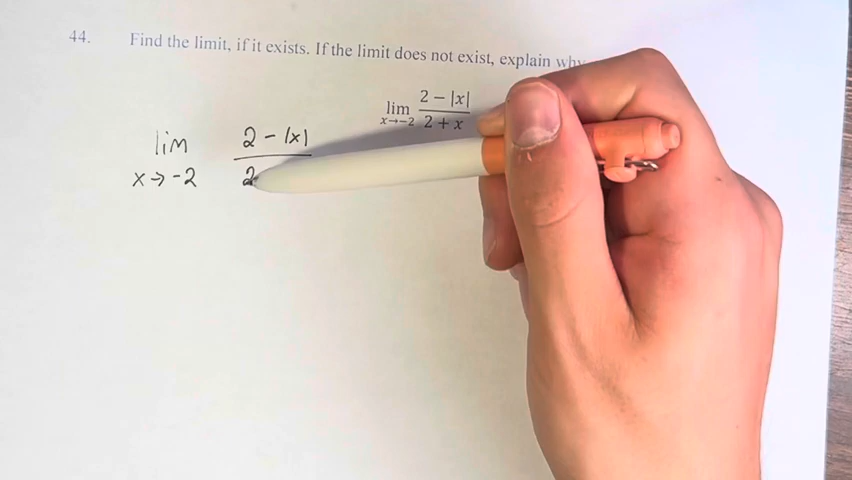 44. Find the limit, if it exists. If the limit does not exist, explain why
lim 2 − |x|
x→−2 2 + x
lim 2 - |x|
x → -2 2